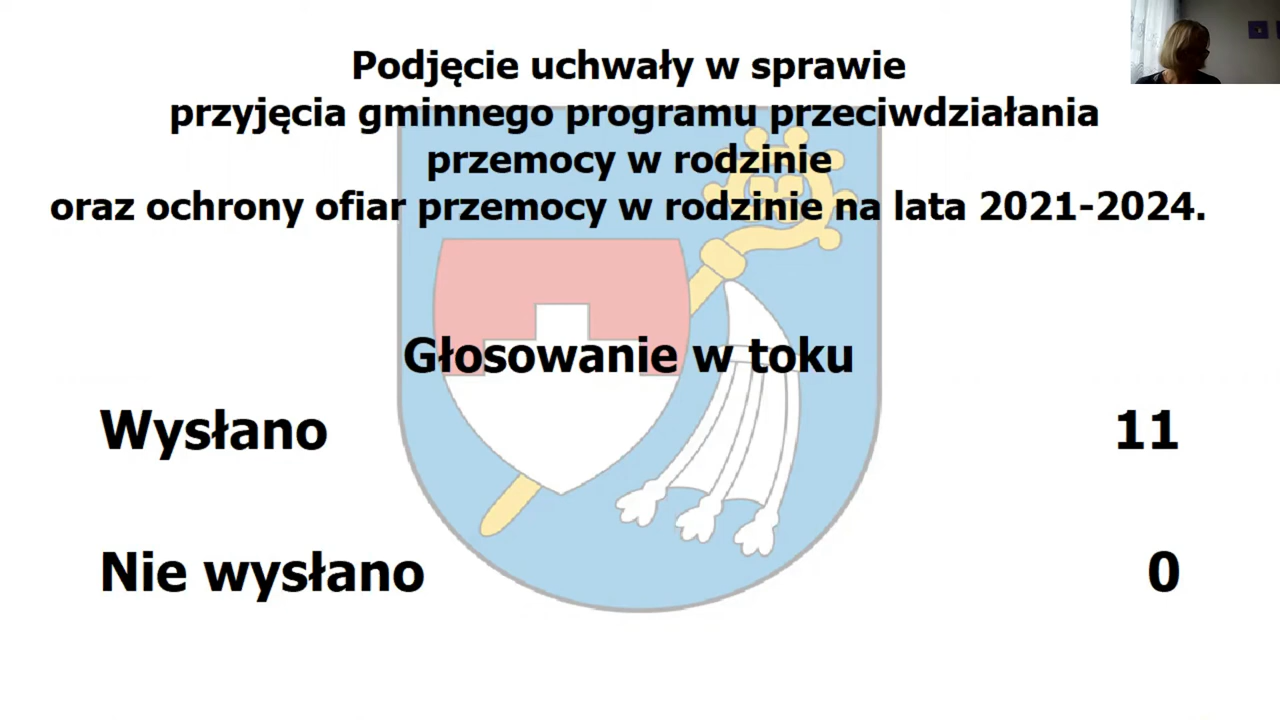 Podjęcie uchwały w sprawie
przyjęcia gminnego programu przeciwdziałania
przemocy w rodzinie
oraz ochrony ofiar przemocy w rodzinie na lata 2021-2024.
Głosowanie w toku
Wysłano 11
Nie wysłano 0